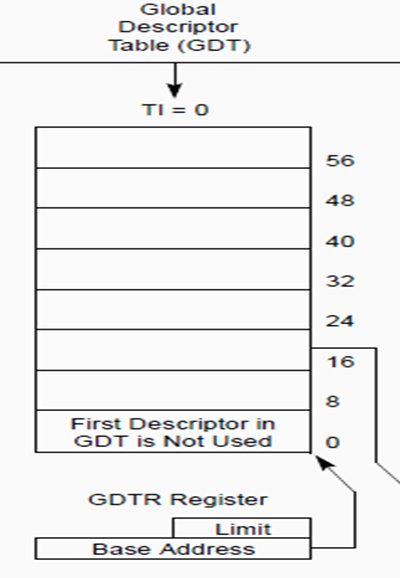 Global
Descriptor
Table (GDT)
TI = 0
56
48
40
32
24
16
8
First Descriptor in
GDT is Not Used
0
GDTR Register
Limit
Base Address